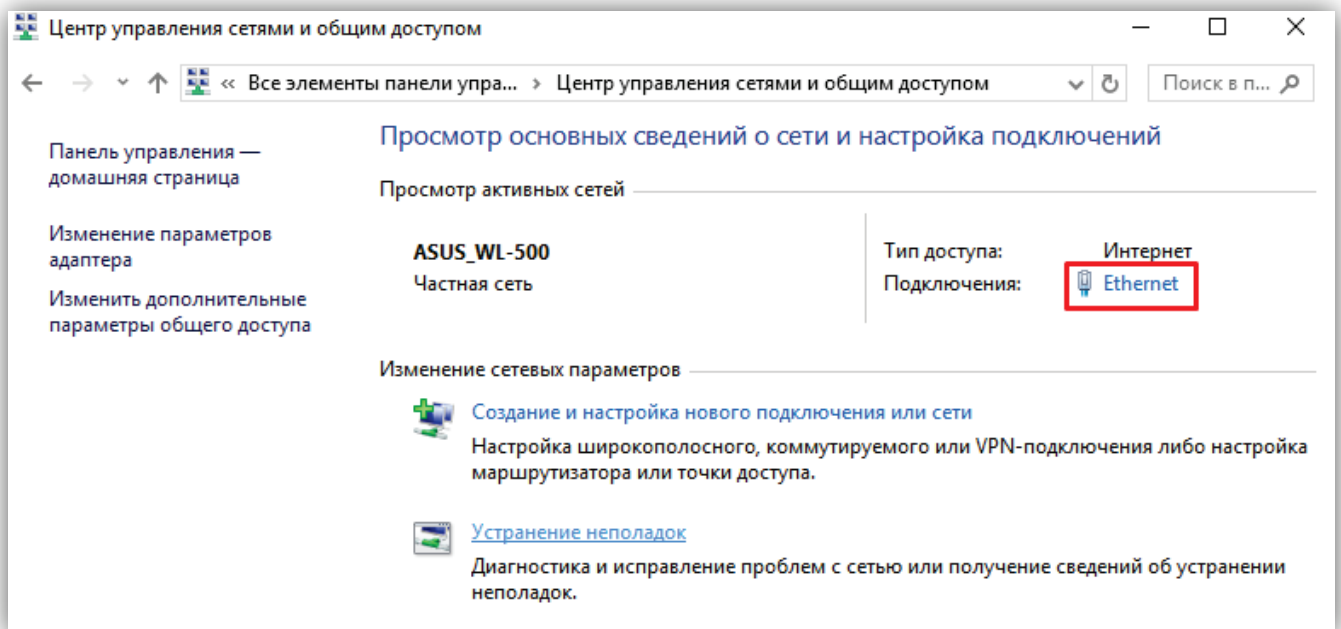 Центр управления сетями и общим доступом
« Все элементы панели упра... › Центр управления сетями и общим доступом
Поиск в п...
Панель управления —
домашняя страница
Изменение параметров
адаптера
Изменить дополнительные
параметры общего доступа
Просмотр основных сведений о сети и настройка подключений
Просмотр активных сетей
ASUS_WL-500
Частная сеть
Тип доступа: Интернет
Подключения: Ethernet
Изменение сетевых параметров
Создание и настройка нового подключения или сети
Настройка широкополосного, коммутируемого или VPN-подключения либо настройка
маршрутизатора или точки доступа.
Устранение неполадок
Диагностика и исправление проблем с сетью или получение сведений об устранении
неполадок.